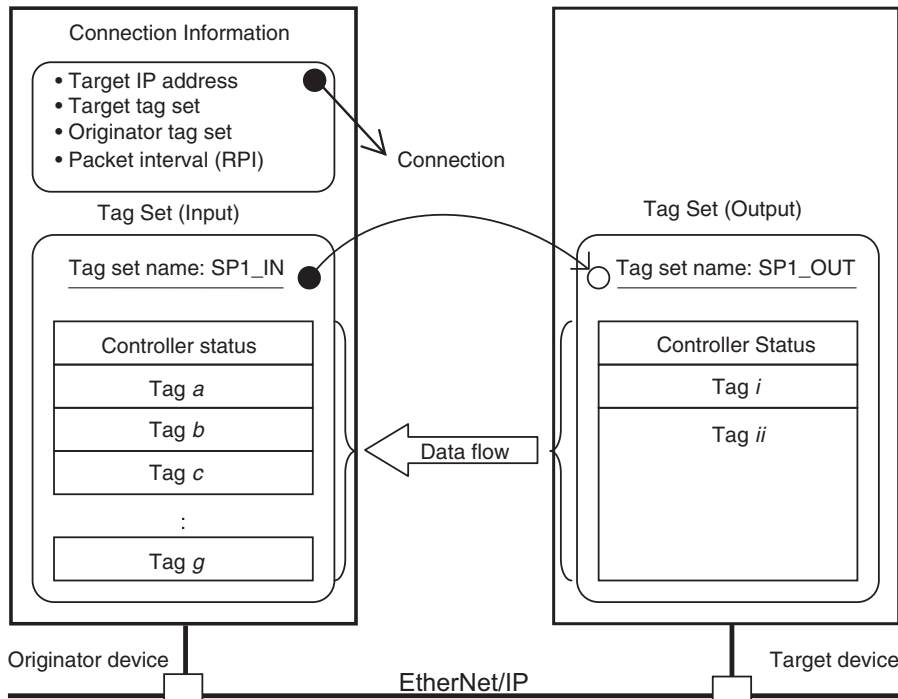 Connection Information
• Target IP address
• Target tag set
• Originator tag set
• Packet interval (RPI)
Connection
Tag Set (Input)
Tag set name: SP1_IN
Controller status
Tag a
Tag b
Tag c
:
Tag g
Data flow
Tag Set (Output)
Tag set name: SP1_OUT
Controller Status
Tag i
Tag ii
Originator device
EtherNet/IP
Target device